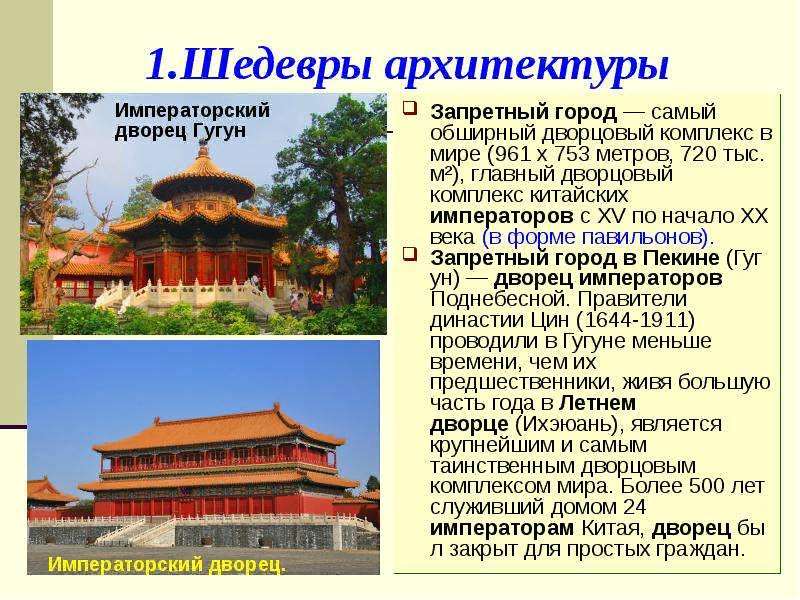 1.Шедевры архитектуры
Императорский
дворец Гугун
Императорский дворец.
Запретный город — самый
обширный дворцовый комплекс в
мире (961 х 753 метров, 720 тыс.
м²), главный дворцовый
комплекс китайских
императоров с XV по начало XX
века (в форме павильонов).
Запретный город в Пекине (Гуг
ун) — дворец императоров
Поднебесной. Правители
династии Цин (1644-1911)
проводили в Гугуне меньше
времени, чем их
предшественники, живя большую
часть года в Летнем
дворце (Ихэюань), является
крупнейшим и самым
таинственным дворцовым
комплексом мира. Более 500 лет
служивший домом 24
императорам Китая, дворец бы
л закрыт для простых граждан.